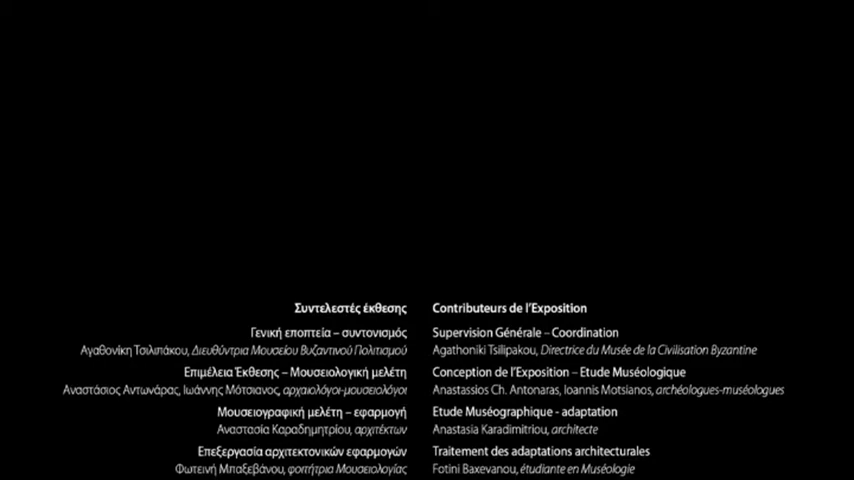 Συντελεστές έκθεσης
Γενική εποπτεία – συντονισμός
Αγαθονίκη Τσιλιπάκου, Διευθύντρια Μουσείου Βυζαντινού Πολιτισμού
Επιμέλεια Έκθεσης – Μουσειολογική μελέτη
Αναστάσιος Αντωνάρας, Ιωάννης Μότσιανος, αρχαιολόγοι-μουσειολόγοι
Μουσειογραφική μελέτη – εφαρμογή
Αναστασία Καραδημητρίου, αρχιτέκτων
Επεξεργασία αρχιτεκτονικών εφαρμογών
Φωτεινή Μπαξεβάνου, φοιτήτρια Μουσειολογίας
Contributeurs de l'Exposition
Supervision Générale – Coordination
Agathoniki Tsilipakou, Directrice du Musée de la Civilisation Byzantine
Conception de l'Exposition – Etude Muséologique
Anastassios Ch. Antonaras, Ioannis Motsianos, archéologues-muséologues
Etude Muséographique - adaptation
Anastasia Karadimitriou, architecte
Traitement des adaptations architecturales
Fotini Baxevanou, étudiante en Muséologie